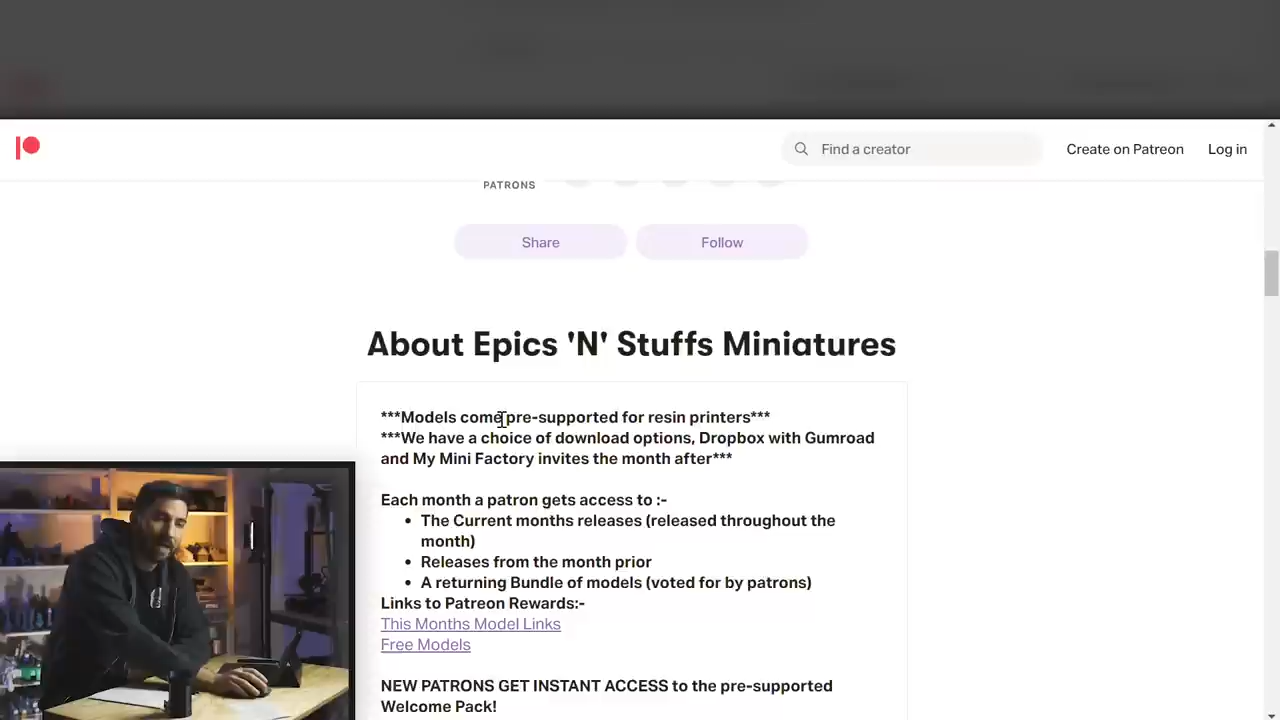 Find a creator
Create on Patreon
Log in
PATRONS
Share
Follow
About Epics 'N' Stuffs Miniatures
***Models come pre-supported for resin printers***
***We have a choice of download options, Dropbox with Gumroad
and My Mini Factory invites the month after***
Each month a patron gets access to :-
• The Current months releases (released throughout the
month)
• Releases from the month prior
• A returning Bundle of models (voted for by patrons)
Links to Patreon Rewards:-
This Months Model Links
Free Models
NEW PATRONS GET INSTANT ACCESS to the pre-supported
Welcome Pack!